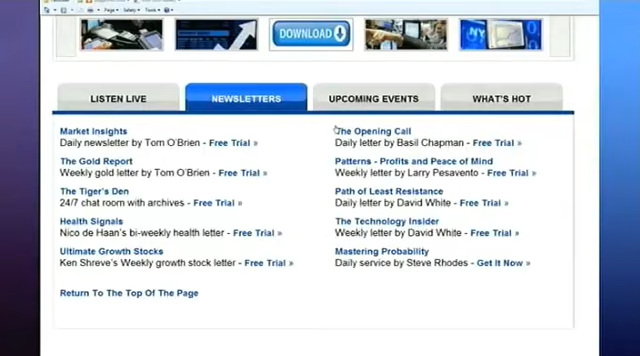 Page
Safety
Tools
DOWNLOAD
NY
LISTEN LIVE
NEWSLETTERS
UPCOMING EVENTS
WHAT'S HOT
Market Insights
Daily newsletter by Tom O'Brien - Free Trial »
The Gold Report
Weekly gold letter by Tom O'Brien - Free Trial »
The Tiger's Den
24/7 chat room with archives - Free Trial »
Health Signals
Nico de Haan's bi-weekly health letter - Free Trial »
Ultimate Growth Stocks
Ken Shreve's Weekly growth stock letter - Free Trial »
Return To The Top Of The Page
The Opening Call
Daily letter by Basil Chapman - Free Trial »
Patterns - Profits and Peace of Mind
Weekly letter by Larry Pesavento - Free Trial »
Path of Least Resistance
Daily letter by David White - Free Trial »
The Technology Insider
Weekly letter by David White - Free Trial »
Mastering Probability
Daily service by Steve Rhodes - Get It Now »